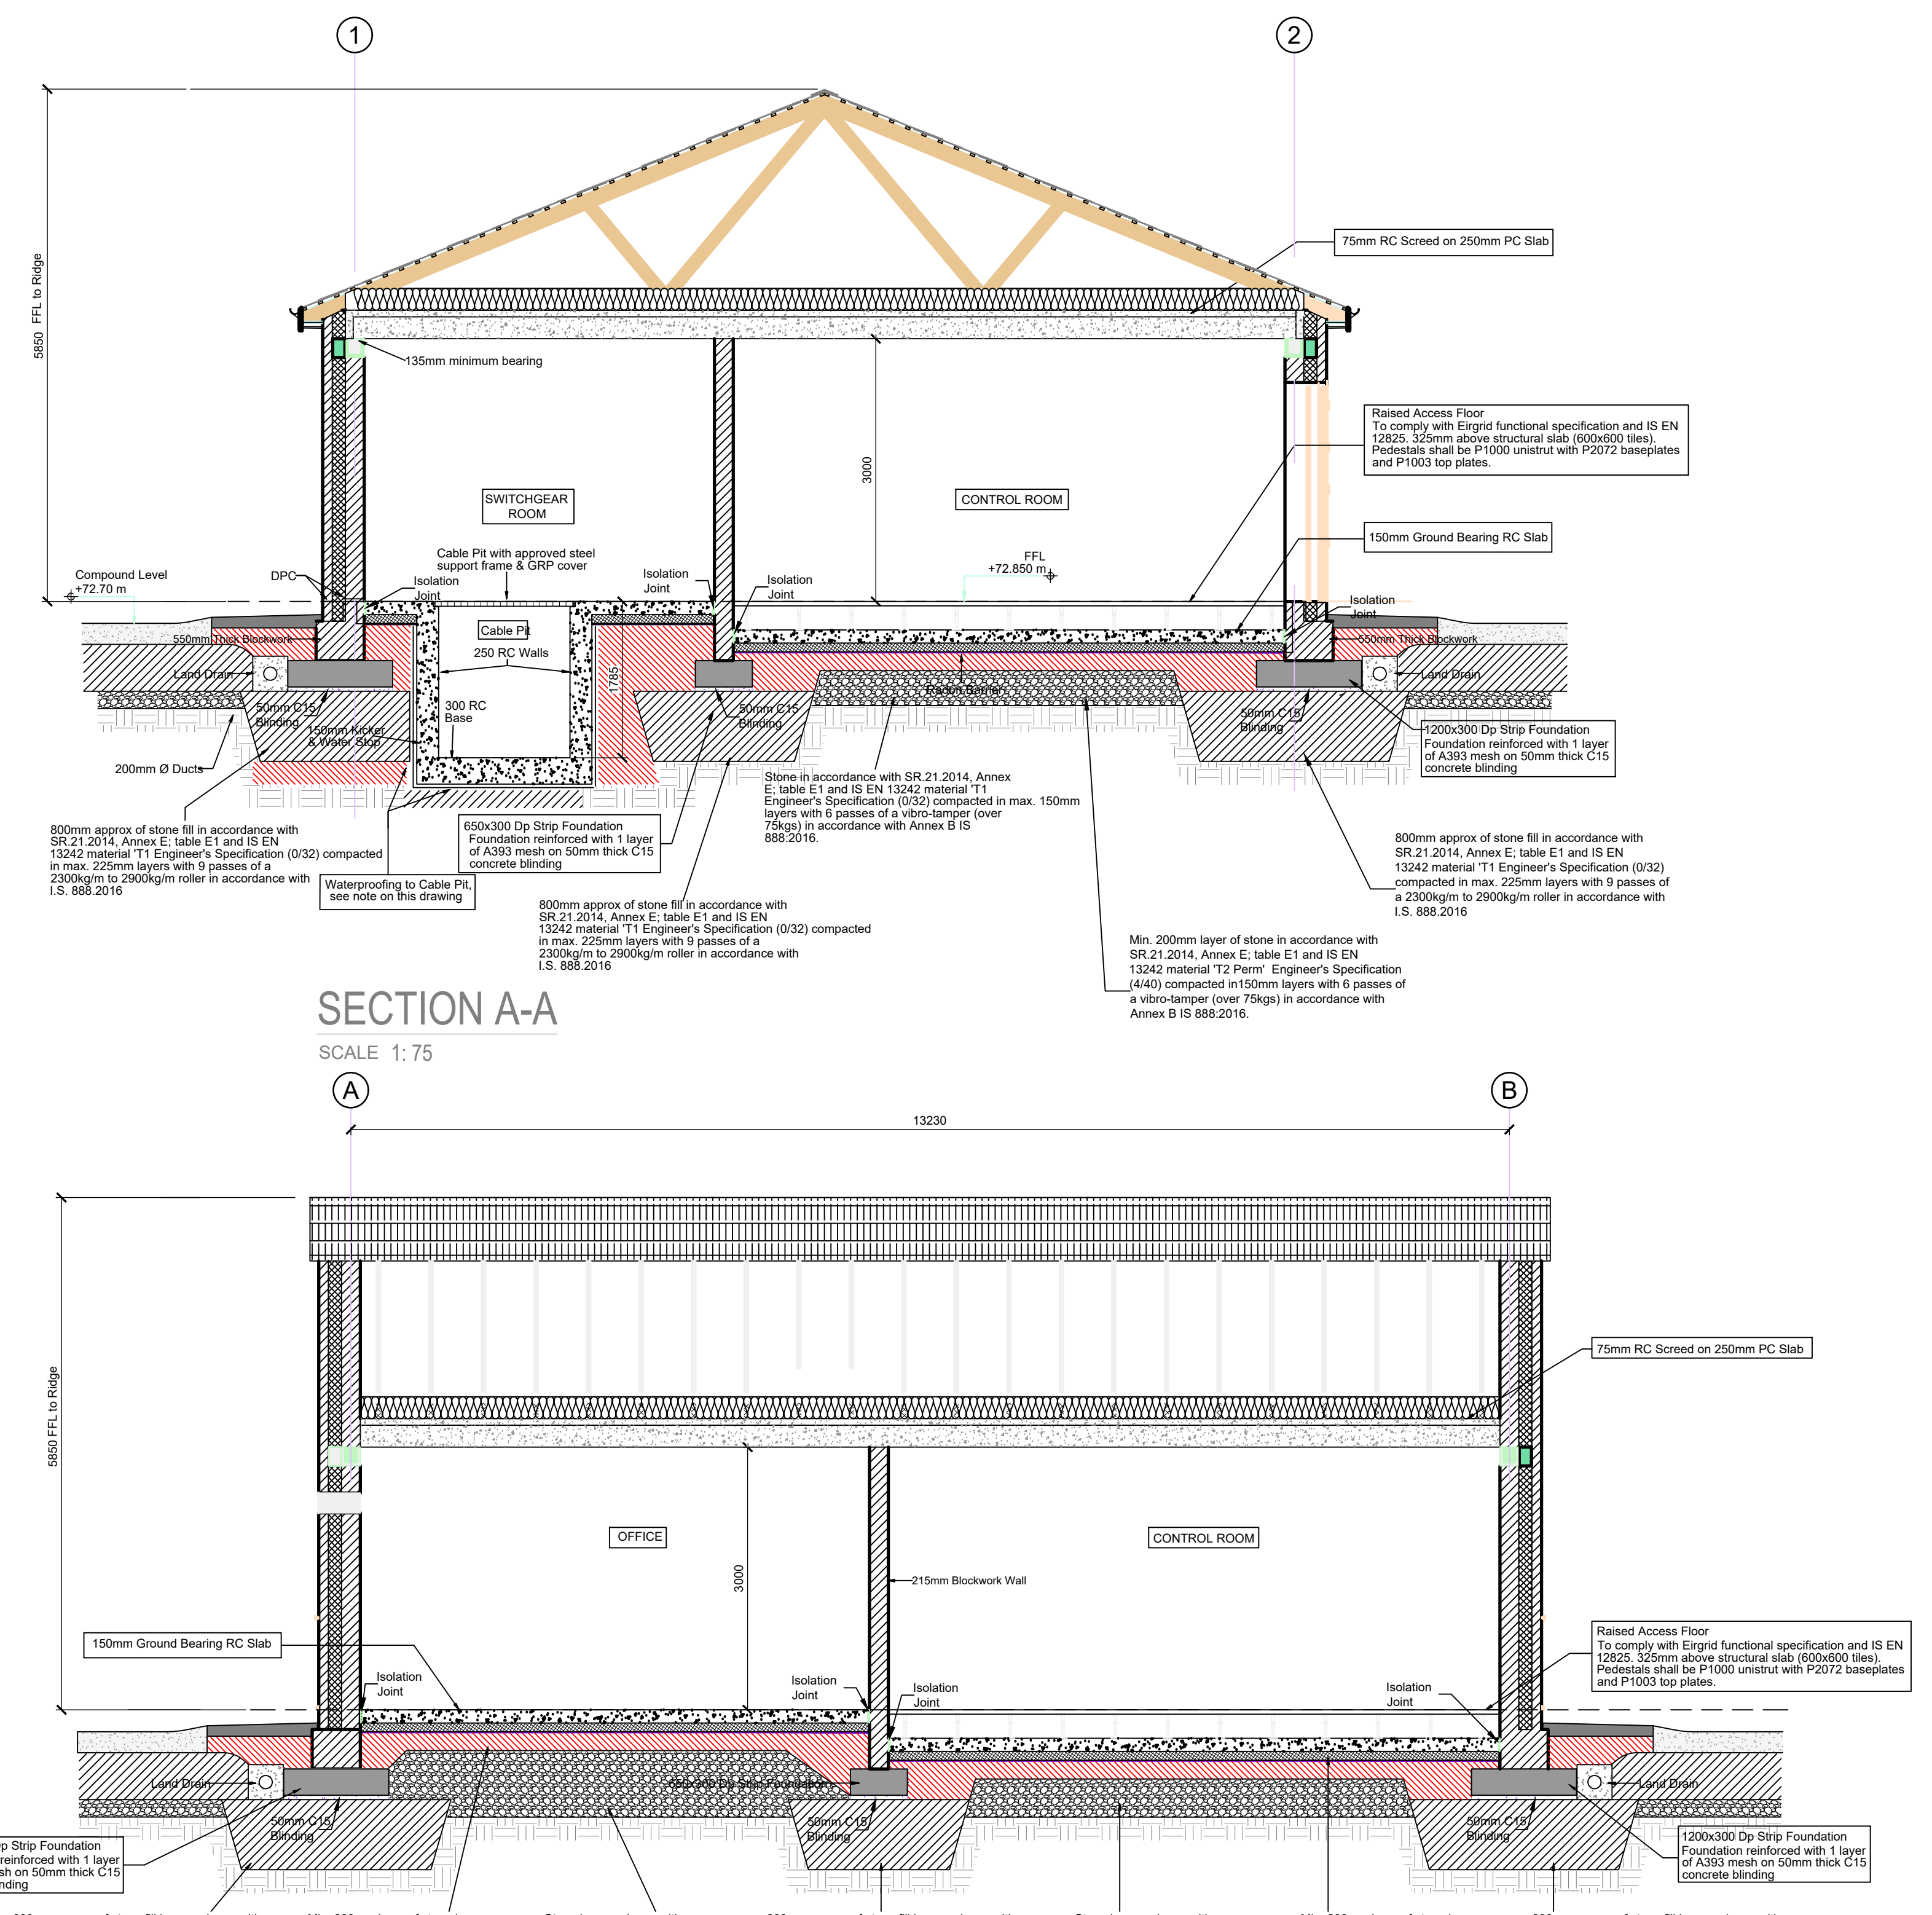 1
2
5850 FFL to Ridge
75mm RC Screed on 250mm PC Slab
135mm minimum bearing
Raised Access Floor
To comply with Eirgrid functional specification and IS EN
12825. 325mm above structural slab (600x600 tiles).
Pedestals shall be P1000 unistrut with P2072 baseplates
and P1003 top plates.
3000
SWITCHGEAR
ROOM
CONTROL ROOM
150mm Ground Bearing RC Slab
Cable Pit with approved steel
support frame & GRP cover
FFL
+72.850 m
Compound Level
+72.70 m
DPC
Isolation
Joint
Isolation
Joint
Isolation
Joint
Isolation
Joint
550mm Thick Blockwork
Cable Pit
250 RC Walls
1785
550mm Thick Blockwork
Land Drain
Radon Barrier
Land Drain
50mm C15
Blinding
300 RC
Base
50mm C15
Blinding
50mm C15
Blinding
150mm Kicker
& Water Stop
200mm Ø Ducts
1200x300 Dp Strip Foundation
Foundation reinforced with 1 layer
of A393 mesh on 50mm thick C15
concrete blinding
Stone in accordance with SR.21.2014, Annex
E; table E1 and IS EN 13242 material 'T1
Engineer's Specification (0/32) compacted in max. 150mm
layers with 6 passes of a vibro-tamper (over
75kgs) in accordance with Annex B IS
888:2016.
650x300 Dp Strip Foundation
Foundation reinforced with 1 layer
of A393 mesh on 50mm thick C15
concrete blinding
800mm approx of stone fill in accordance with
SR.21.2014, Annex E; table E1 and IS EN
13242 material 'T1 Engineer's Specification (0/32) compacted
in max. 225mm layers with 9 passes of a
2300kg/m to 2900kg/m roller in accordance with
I.S. 888.2016
Waterproofing to Cable Pit,
see note on this drawing
800mm approx of stone fill in accordance with
SR.21.2014, Annex E; table E1 and IS EN
13242 material 'T1 Engineer's Specification (0/32) compacted
in max. 225mm layers with 9 passes of a
2300kg/m to 2900kg/m roller in accordance with
I.S. 888.2016
800mm approx of stone fill in accordance with
SR.21.2014, Annex E; table E1 and IS EN
13242 material 'T1 Engineer's Specification (0/32)
compacted in max. 225mm layers with 9 passes of
a 2300kg/m to 2900kg/m roller in accordance with
I.S. 888.2016
Min. 200mm layer of stone in accordance with
SR.21.2014, Annex E; table E1 and IS EN
13242 material 'T2 Perm' Engineer's Specification
(4/40) compacted in150mm layers with 6 passes of
a vibro-tamper (over 75kgs) in accordance with
Annex B IS 888:2016.
SECTION A-A
SCALE 1: 75
A
B
13230
5850 FFL to Ridge
75mm RC Screed on 250mm PC Slab
OFFICE
CONTROL ROOM
3000
215mm Blockwork Wall
150mm Ground Bearing RC Slab
Raised Access Floor
To comply with Eirgrid functional specification and IS EN
12825. 325mm above structural slab (600x600 tiles).
Pedestals shall be P1000 unistrut with P2072 baseplates
and P1003 top plates.
Isolation
Joint
Isolation
Joint
Isolation
Joint
Isolation
Joint
Land Drain
650x300 Dp Strip Foundation
Land Drain
50mm C15
Blinding
50mm C15
Blinding
50mm C15
Blinding
Strip Foundation
reinforced with 1 layer
on 50mm thick C15
1200x300 Dp Strip Foundation
Foundation reinforced with 1 layer
of A393 mesh on 50mm thick C15
concrete blinding